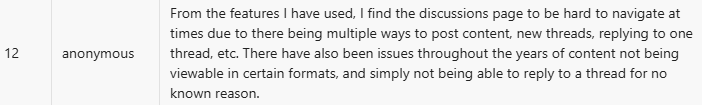 From the features I have used, I find the discussions page to be hard to navigate at
times due to there being multiple ways to post content, new threads, replying to one
12 anonymous thread, etc. There have also been issues throughout the years of content not being
viewable in certain formats, and simply not being able to reply to a thread for no
known reason.